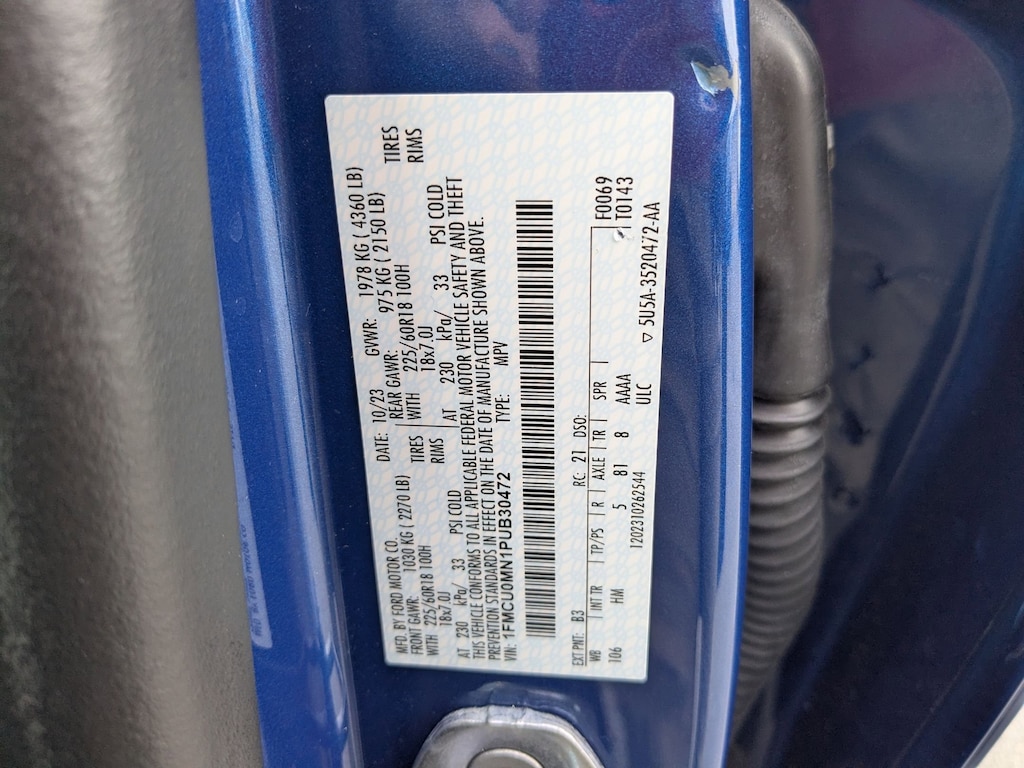 MFD. BY FORD MOTOR CO. DATE: 10/23 GVWR: 1978 KG ( 4360 LB)
FRONT GAWR: 1030 KG ( 2270 LB) REAR GAWR: 975 KG ( 2150 LB)
WITH 225/60R18 100H TIRES WITH 225/60R18 100H TIRES
18x7.0J RIMS 18x7.0J RIMS
AT 230 kPa/ 33 PSI COLD AT 230 kPa/ 33 PSI COLD
THIS VEHICLE CONFORMS TO ALL APPLICABLE FEDERAL MOTOR VEHICLE SAFETY AND THEFT
PREVENTION STANDARDS IN EFFECT ON THE DATE OF MANUFACTURE SHOWN ABOVE.
VIN: 1FMCU0MN1PUB30472 TYPE: MPV
EXT PNT: B3 RC: 21 DSO: F0069
WB INT TR TP/PS R AXLE TR SPR T0143
106 HM 5 81 8 AAAA
120231026254​4 ULC
▽ 5U5A-3520472-AA